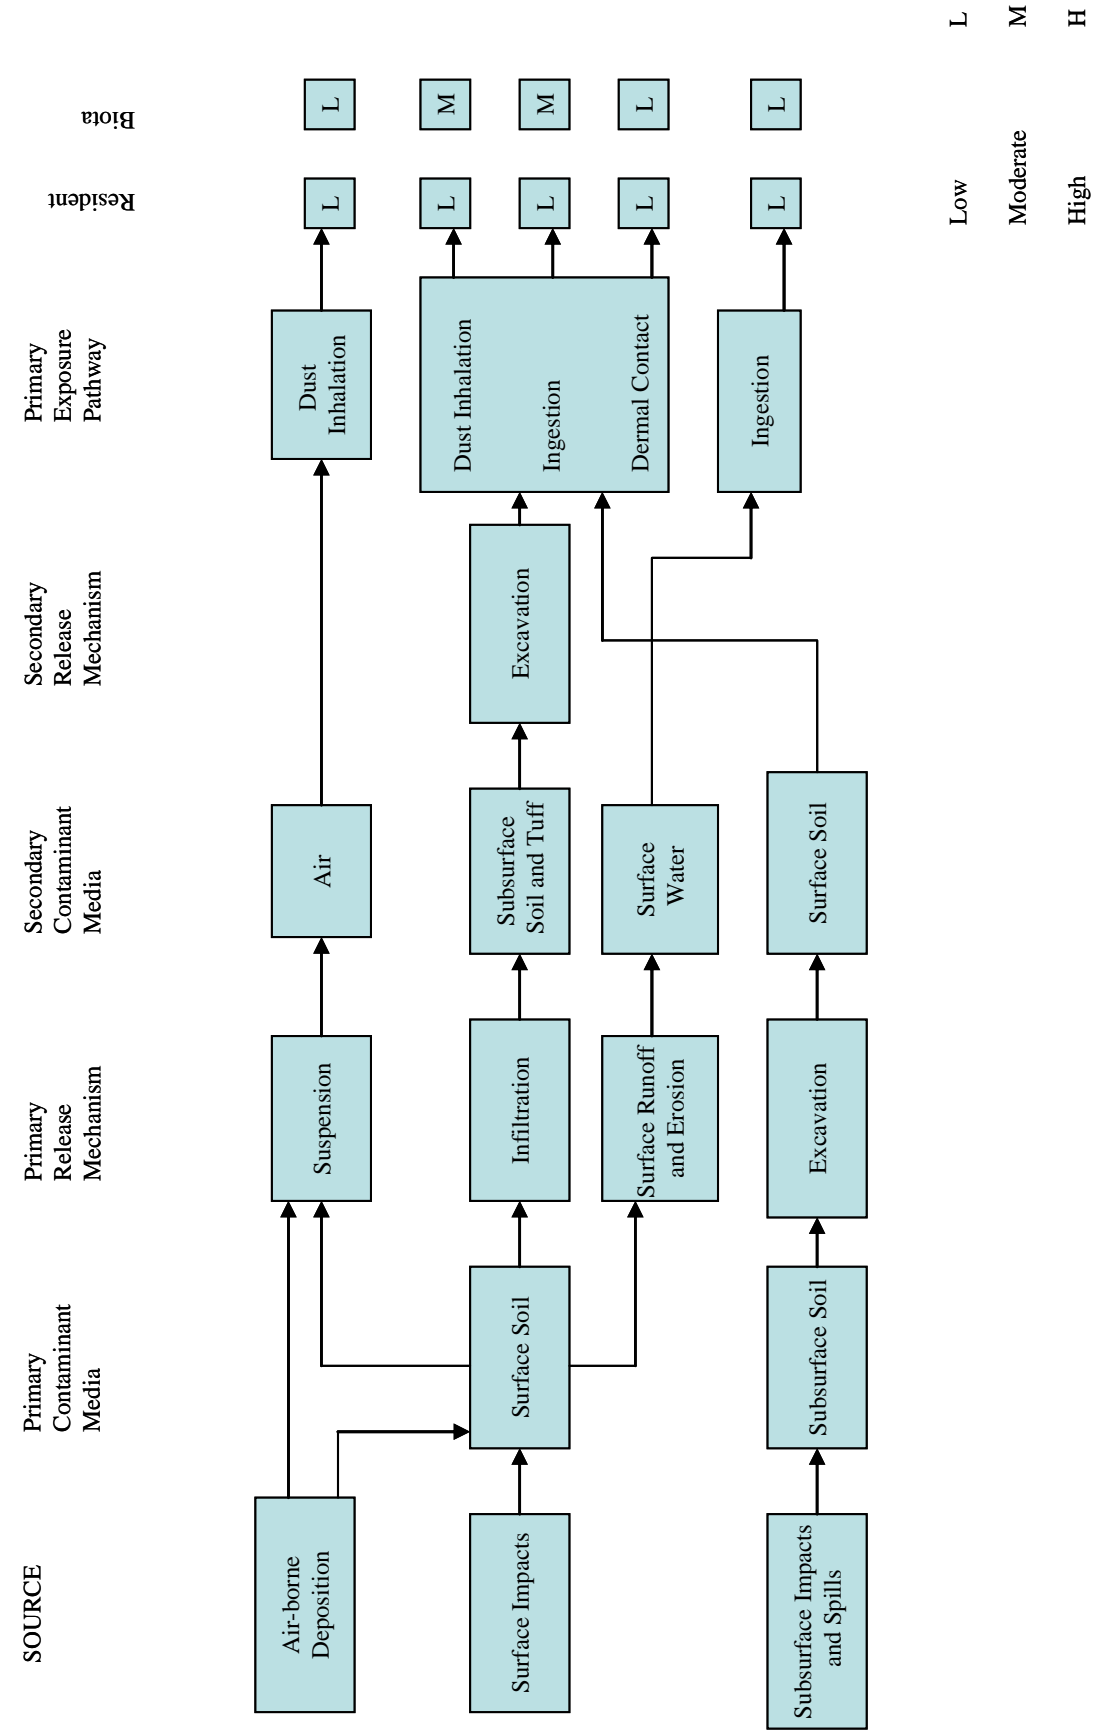 SOURCE
Primary
Contaminant
Media
Primary
Release
Mechanism
Secondary
Contaminant
Media
Secondary
Release
Mechanism
Primary
Exposure
Pathway
Resident
Biota
Air-borne
Deposition
Suspension
Air
Dust
Inhalation
L
L
Surface Impacts
Surface Soil
Infiltration
Subsurface
Soil and Tuff
Excavation
Dust Inhalation
L
M
Ingestion
L
M
Dermal Contact
L
L
Surface Runoff
and Erosion
Surface
Water
Ingestion
L
L
Subsurface Impacts
and Spills
Subsurface Soil
Excavation
Surface Soil
Low L
Moderate M
High H